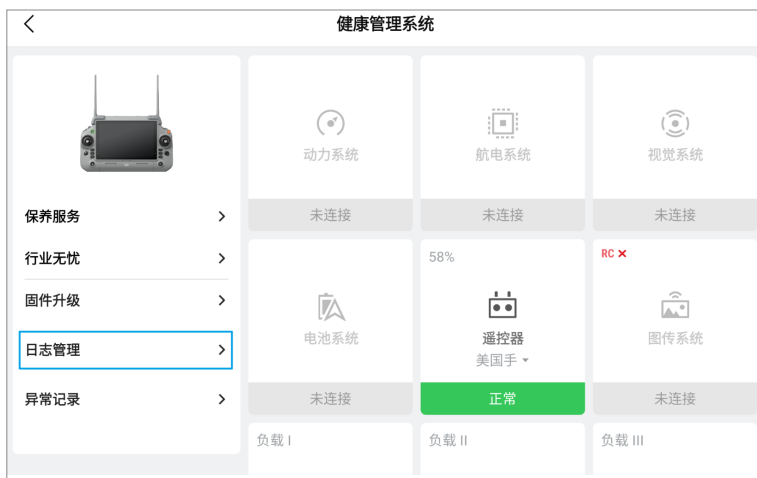 健康管理系统
保养服务
行业无忧
固件升级
日志管理
异常记录
动力系统
未连接
航电系统
未连接
视觉系统
未连接
电池系统
未连接
58%
遥控器
美国手
正常
RC
图传系统
未连接
负载 I
负载 II
负载 III